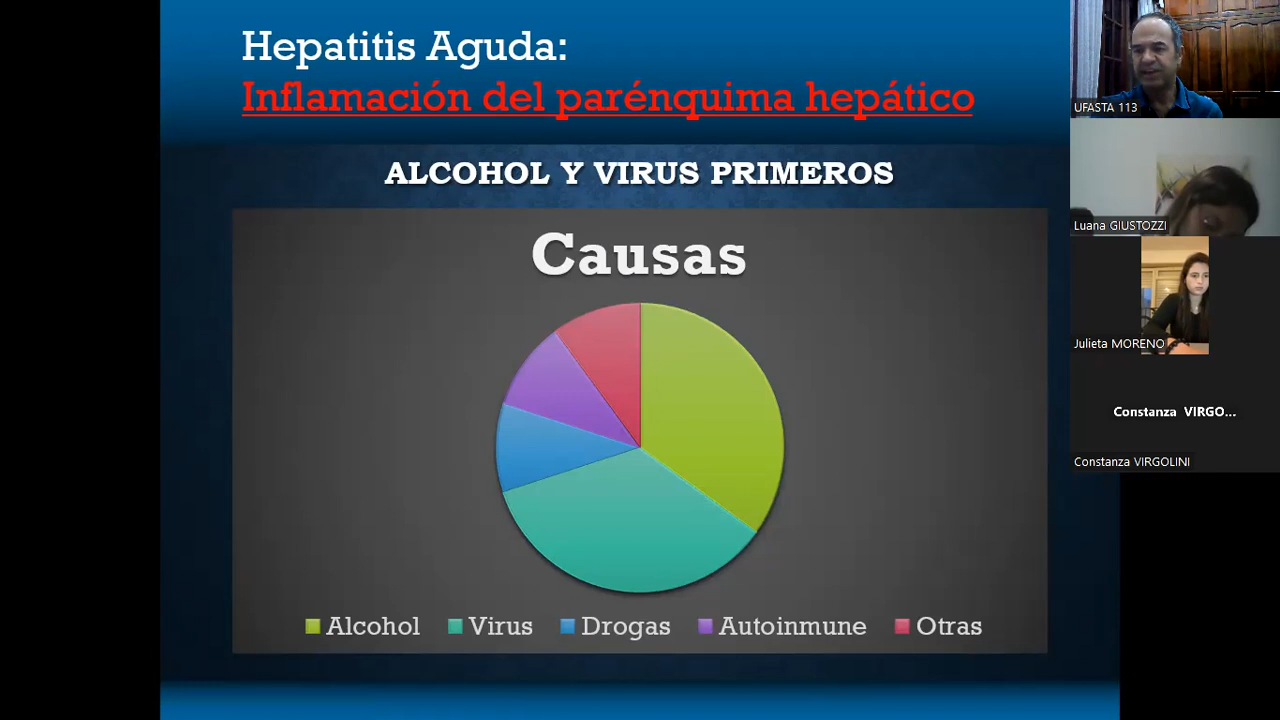 Hepatitis Aguda:
Inflamación del parénquima hepático
ALCOHOL Y VIRUS PRIMEROS
Causas
Alcohol Virus Drogas Autoinmune Otras
UFASTA 113
Luana GIUSTOZZI
Julieta MORENO
Constanza VIRGO...
Constanza VIRGOLINI